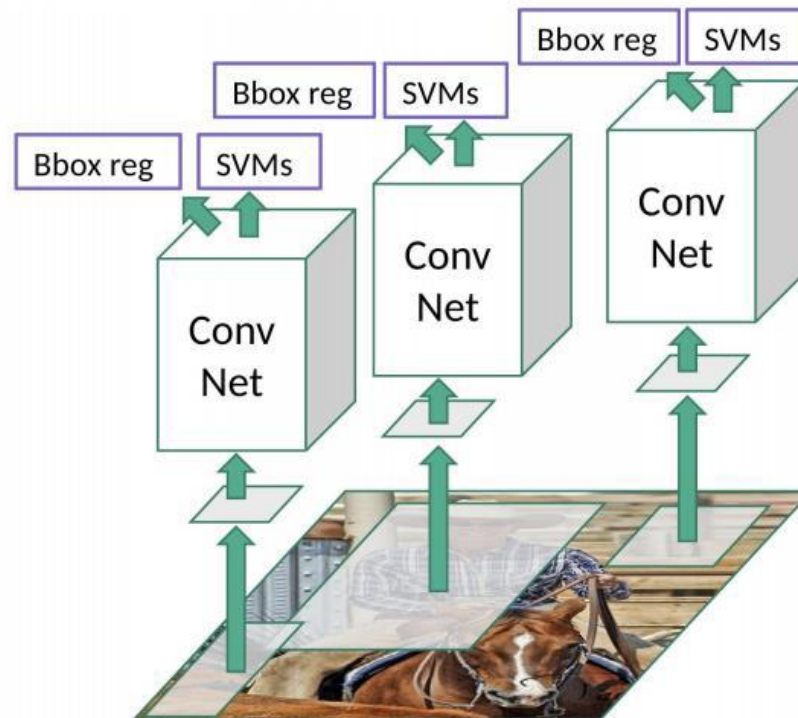 Bbox reg SVMs
Bbox reg SVMs
Bbox reg SVMs
Conv
Net
Conv
Net
Conv
Net